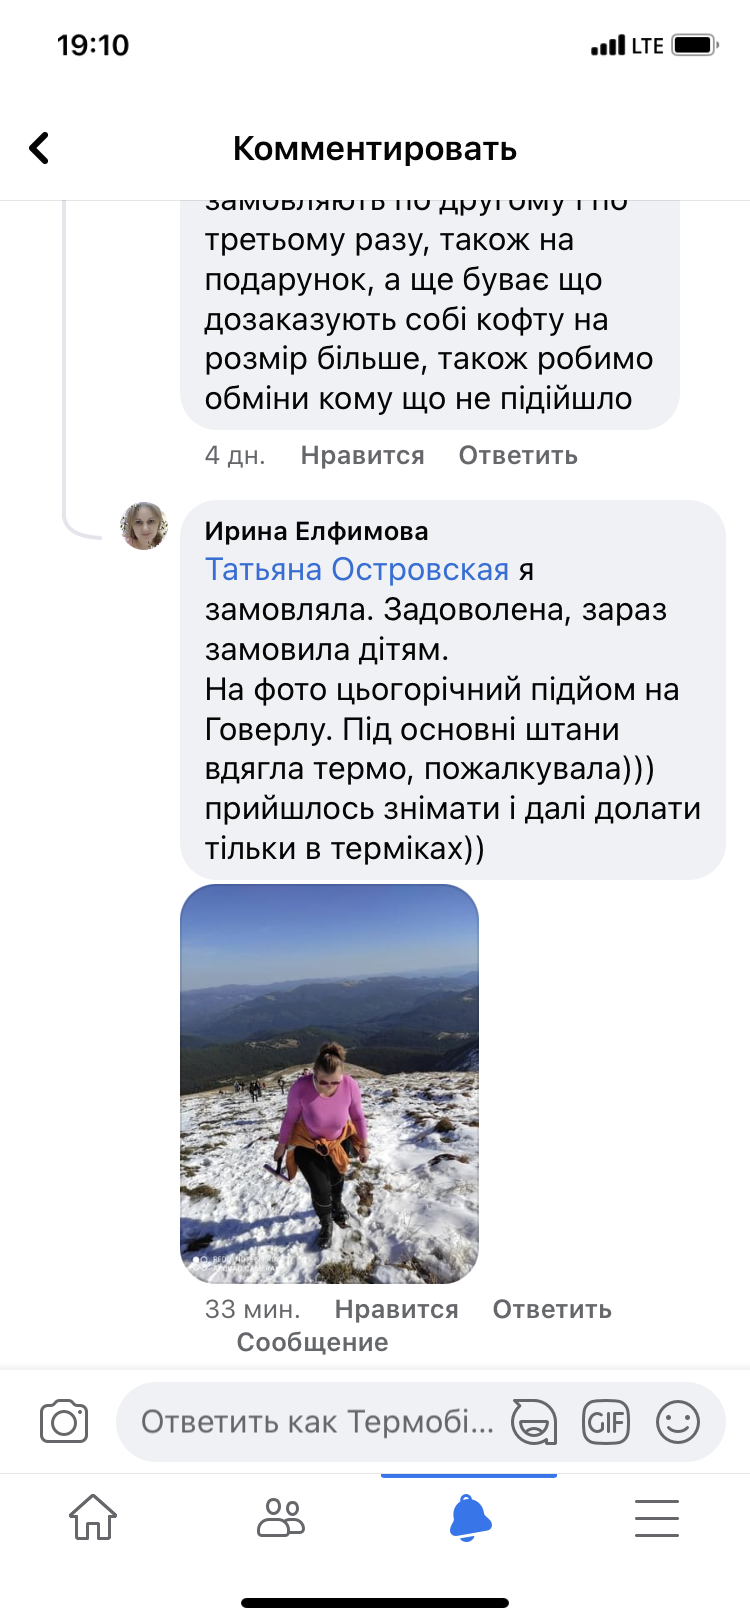 19:10
LTE
Комментировать
замовляють по другому і по
третьому разу, також на
подарунок, а ще буває що
дозаказують собі кофту на
розмір більше, також робимо
обміни кому що не підійшло
4 дн. Нравится Ответить
Ирина Елфимова
Татьяна Островская я
замовляла. Задоволена, зараз
замовила дітям.
На фото цьогорічний підйом на
Говерлу. Під основні штани
вдягла термо, пожалкувала)))
прийшлось знімати і далі долати
тільки в терміках))
33 мин. Нравится Ответить
Сообщение
Ответить как Термобі...
GIF